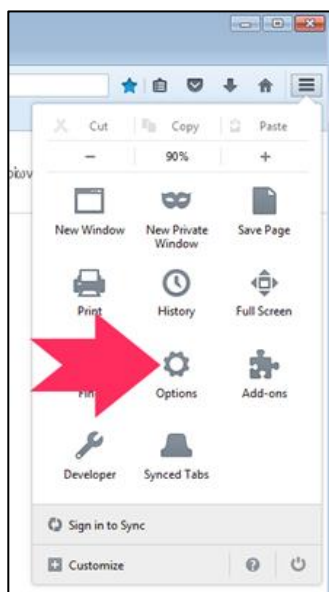 Cut Copy Paste
90%
New Window New Private Window Save Page
Print History Full Screen
Options Add-ons
Developer Synced Tabs
Sign in to Sync
Customize